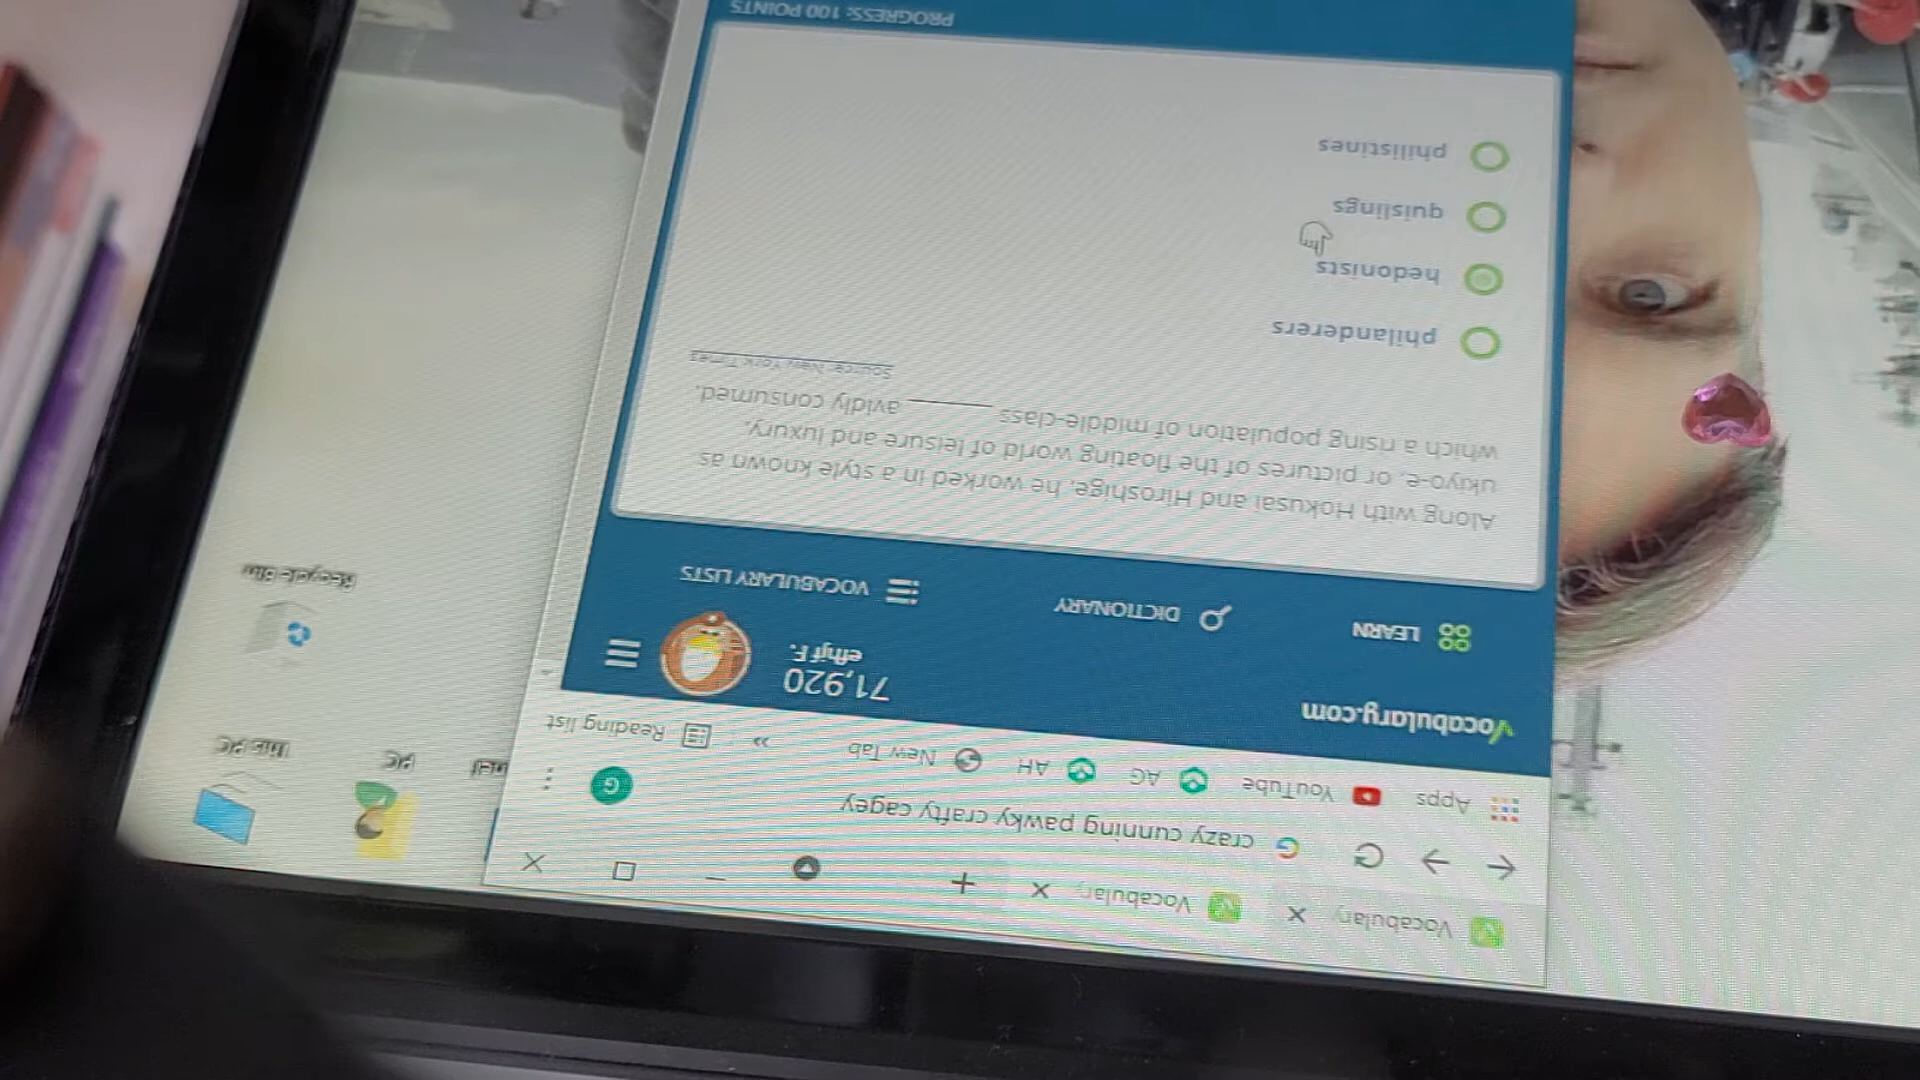 Vocabulary
Vocabulary
crazy cunning pawky crafty cagey
G
Apps
YouTube
AG
AH
New Tab
»
Reading list
Vocabulary.com
71,920
efhjf F.
LEARN
DICTIONARY
VOCABULARY LISTS
Along with Hokusai and Hiroshige, he worked in a style known as
ukiyo-e, or pictures of the floating world of leisure and luxury,
which a rising population of middle-class ______ avidly consumed.
Source: New York Times
philanderers
hedonists
quislings
philistines
PROGRESS: 100 POINTS
This PC
PC
Recycle Bin